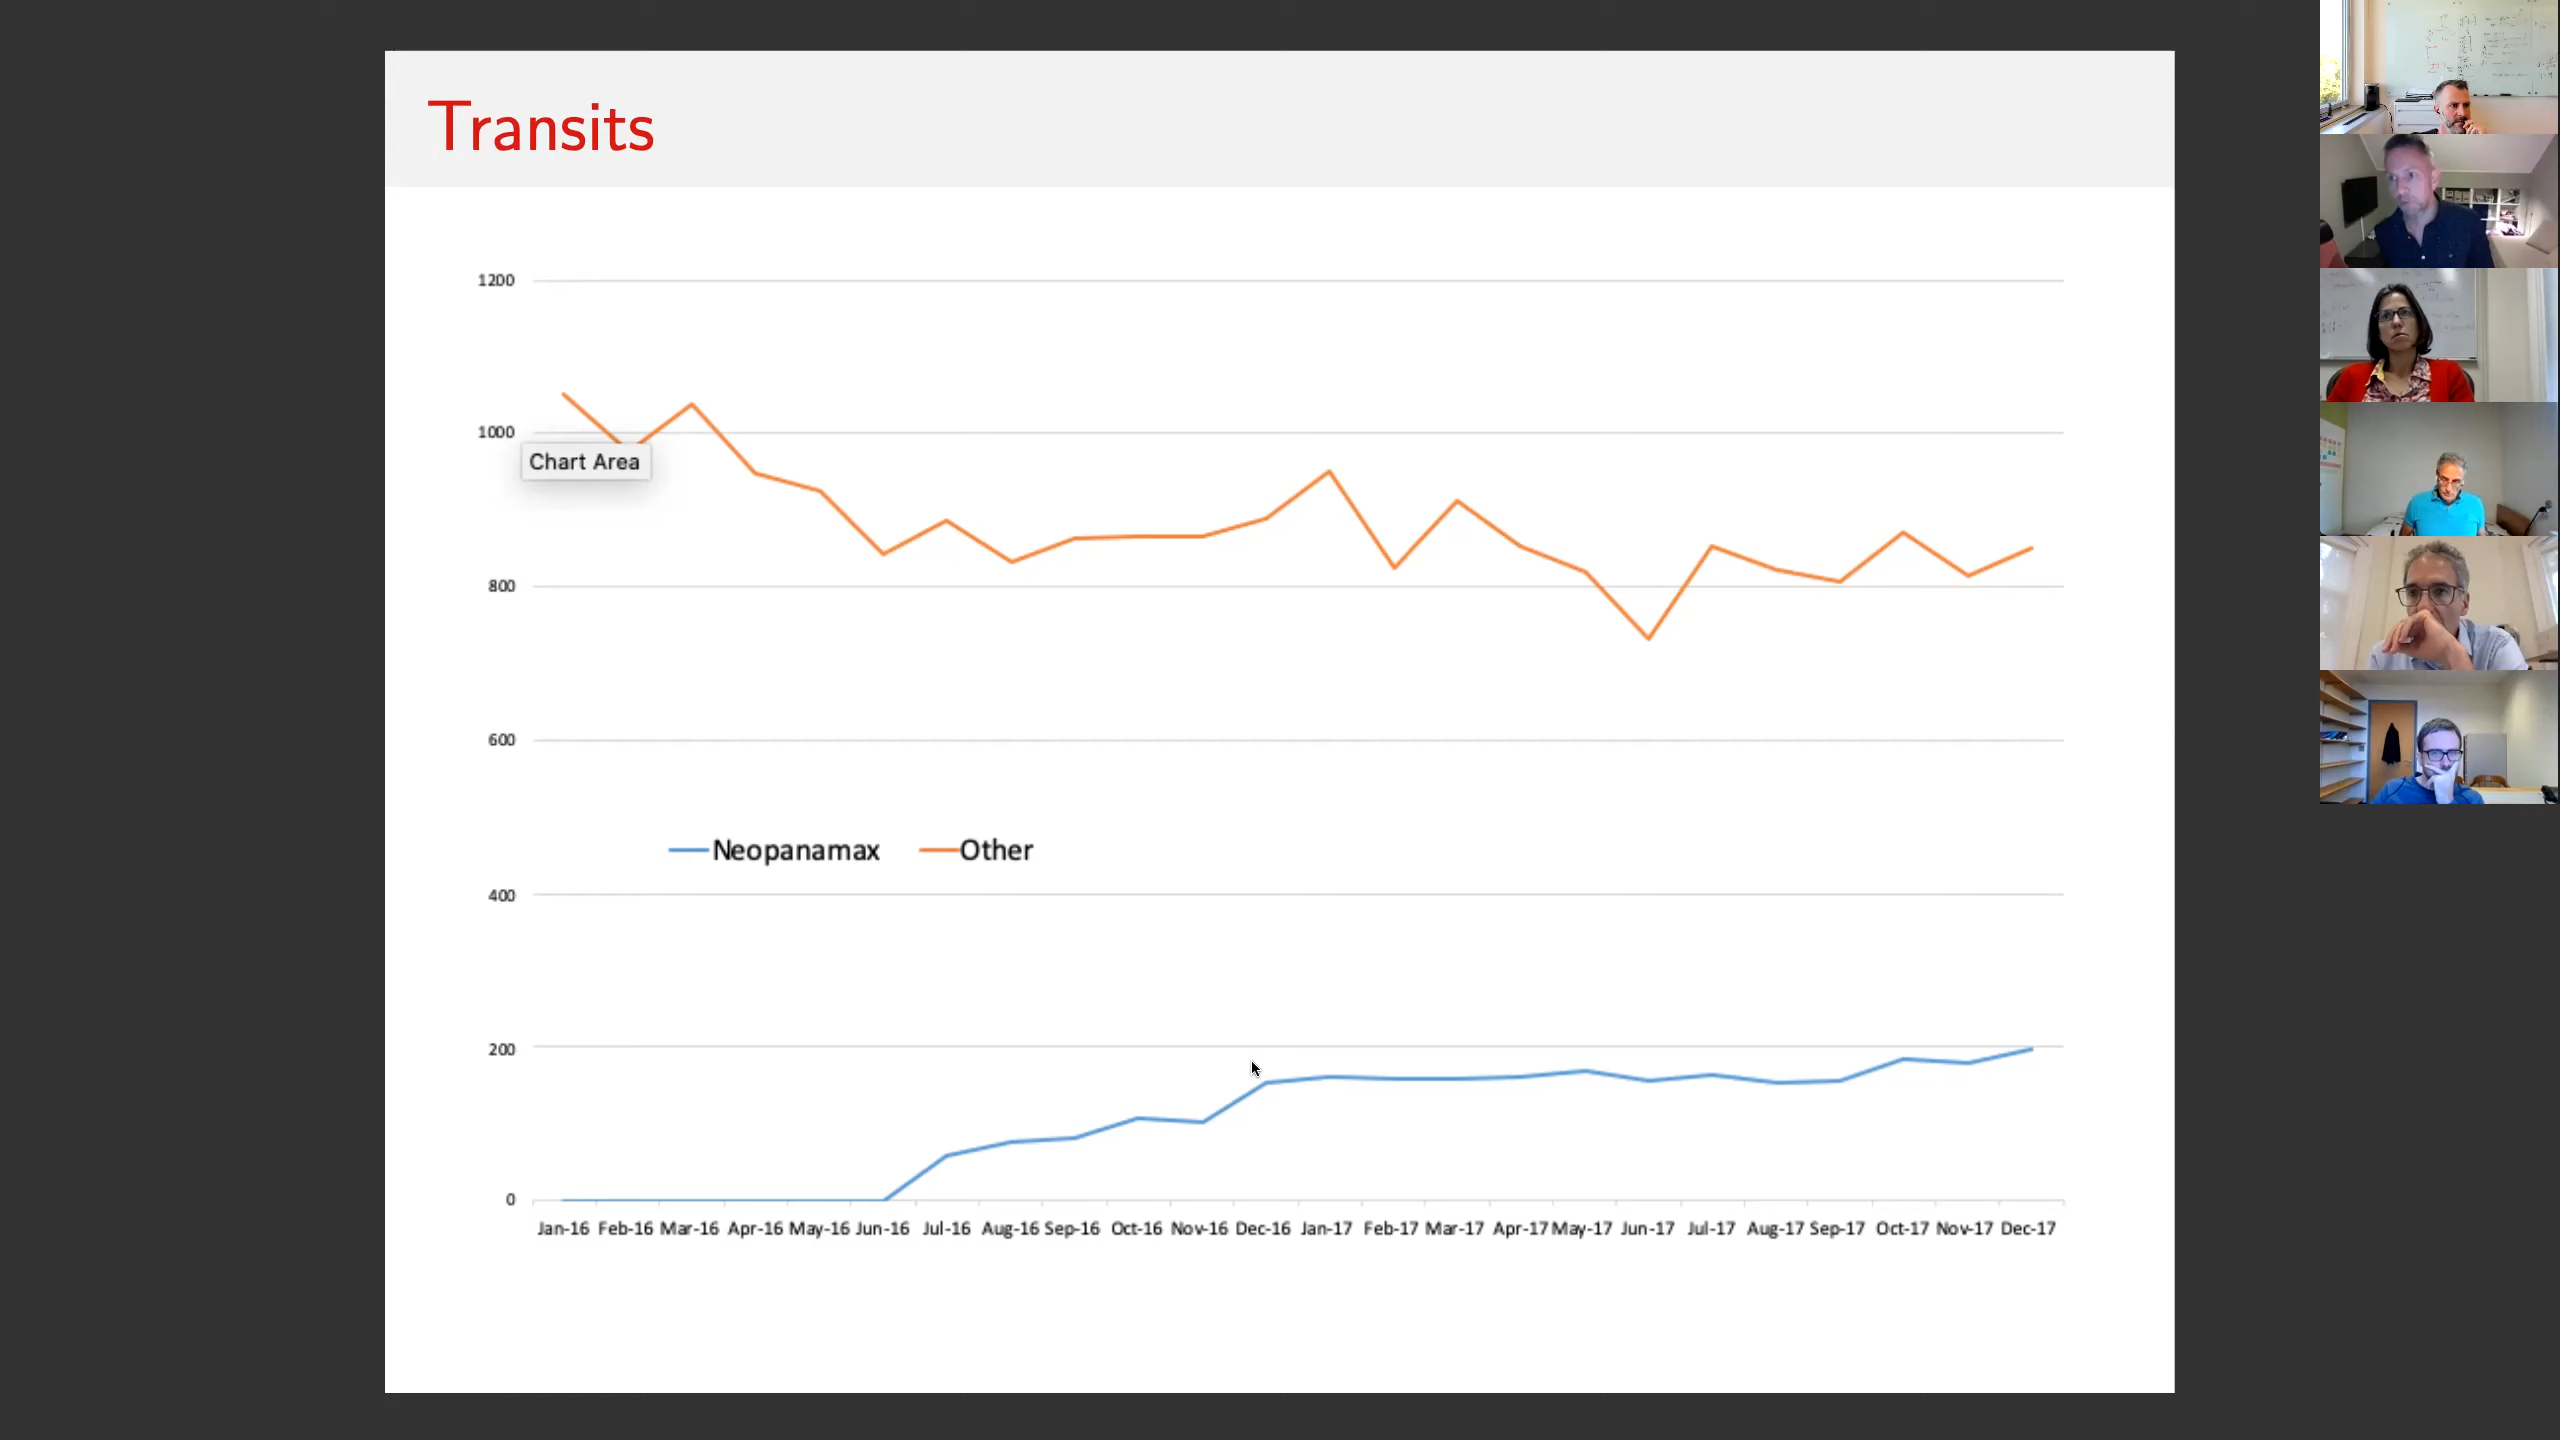 Transits
1200
1000
Chart Area
800
600
Neopanamax Other
400
200
0
Jan-16 Feb-16 Mar-16 Apr-16 May-16 Jun-16 Jul-16 Aug-16 Sep-16 Oct-16 Nov-16 Dec-16 Jan-17 Feb-17 Mar-17 Apr-17 May-17 Jun-17 Jul-17 Aug-17 Sep-17 Oct-17 Nov-17 Dec-17